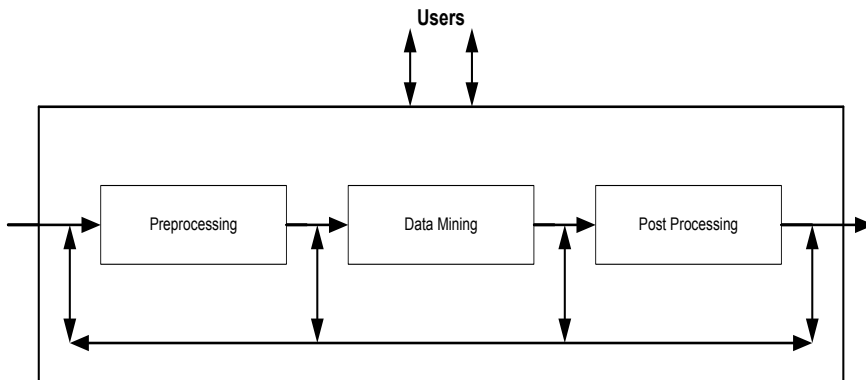 Users
Preprocessing
Data Mining
Post Processing